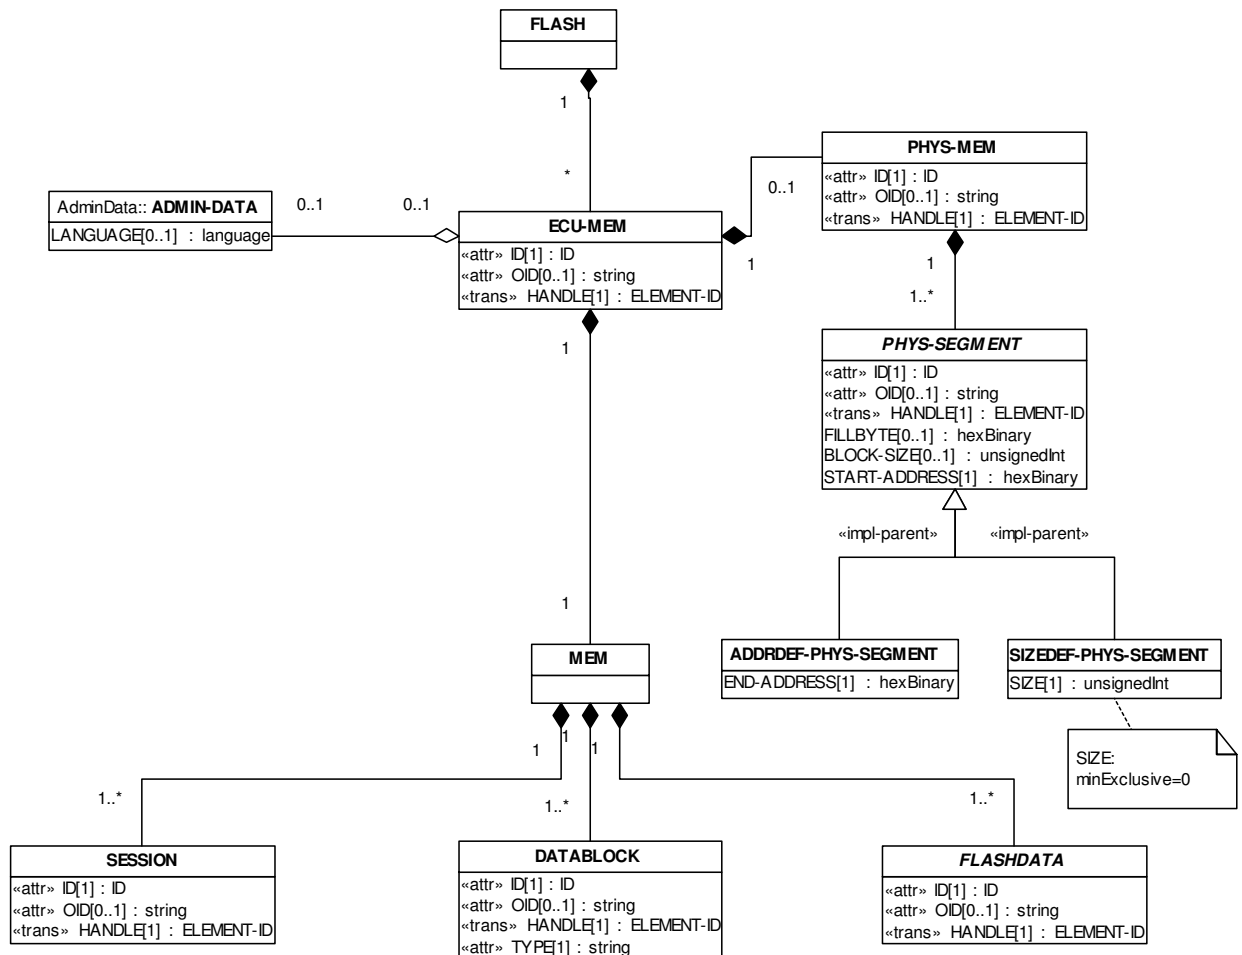 FLASH
1
*
PHYS-MEM
«attr» ID[1] : ID
«attr» OID[0..1] : string
«trans» HANDLE[1] : ELEMENT-ID
0..1
1
AdminData:: ADMIN-DATA
LANGUAGE[0..1] : language
0..1
0..1
ECU-MEM
«attr» ID[1] : ID
«attr» OID[0..1] : string
«trans» HANDLE[1] : ELEMENT-ID
1
1
1..*
PHYS-SEGMENT
«attr» ID[1] : ID
«attr» OID[0..1] : string
«trans» HANDLE[1] : ELEMENT-ID
FILLBYTE[0..1] : hexBinary
BLOCK-SIZE[0..1] : unsignedInt
START-ADDRESS[1] : hexBinary
«impl-parent»
«impl-parent»
1
MEM
ADDRDEF-PHYS-SEGMENT
END-ADDRESS[1] : hexBinary
SIZEDEF-PHYS-SEGMENT
SIZE[1] : unsignedInt
SIZE:
minExclusive=0
1
1
1
1..*
1..*
1..*
SESSION
«attr» ID[1] : ID
«attr» OID[0..1] : string
«trans» HANDLE[1] : ELEMENT-ID
DATABLOCK
«attr» ID[1] : ID
«attr» OID[0..1] : string
«trans» HANDLE[1] : ELEMENT-ID
«attr» TYPE[1] : string
FLASHDATA
«attr» ID[1] : ID
«attr» OID[0..1] : string
«trans» HANDLE[1] : ELEMENT-ID